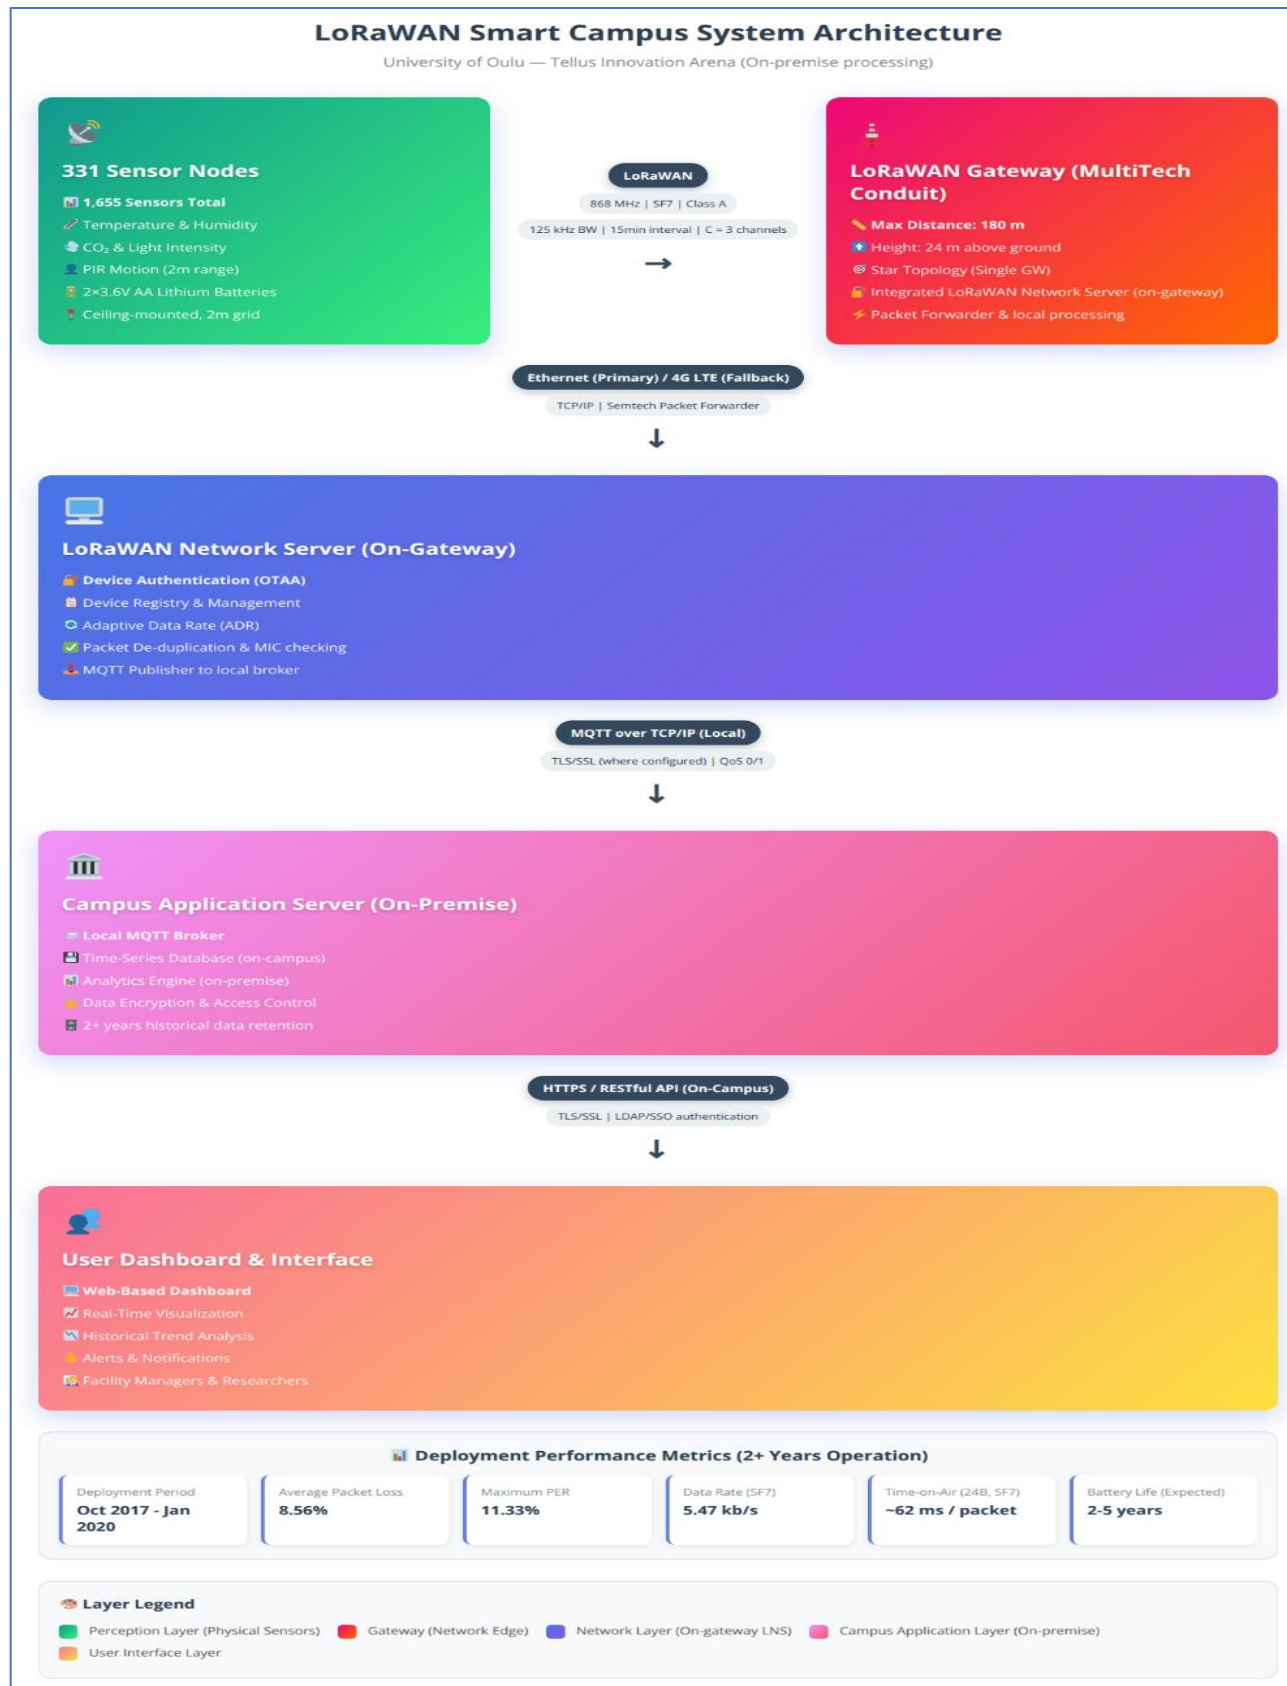 LoRaWAN Smart Campus System Architecture
University of Oulu — Tellus Innovation Arena (On-premise processing)
331 Sensor Nodes
1,655 Sensors Total
Temperature & Humidity
CO₂ & Light Intensity
PIR Motion (2m range)
2×3.6V AA Lithium Batteries
Ceiling-mounted, 2m grid
LoRaWAN
868 MHz | SF7 | Class A
125 kHz BW | 15min interval | C = 3 channels
→
LoRaWAN Gateway (MultiTech
Conduit)
Max Distance: 180 m
Height: 24 m above ground
Star Topology (Single GW)
Integrated LoRaWAN Network Server (on-gateway)
Packet Forwarder & local processing
Ethernet (Primary) / 4G LTE (Fallback)
TCP/IP | Semtech Packet Forwarder
↓
LoRaWAN Network Server (On-Gateway)
Device Authentication (OTAA)
Device Registry & Management
Adaptive Data Rate (ADR)
Packet De-duplication & MIC checking
MQTT Publisher to local broker
MQTT over TCP/IP (Local)
TLS/SSL (where configured) | QoS 0/1
↓
Campus Application Server (On-Premise)
Local MQTT Broker
Time-Series Database (on-campus)
Analytics Engine (on-premise)
Data Encryption & Access Control
2+ years historical data retention
HTTPS / RESTful API (On-Campus)
TLS/SSL | LDAP/SSO authentication
↓
User Dashboard & Interface
Web-Based Dashboard
Real-Time Visualization
Historical Trend Analysis
Alerts & Notifications
Facility Managers & Researchers
Deployment Performance Metrics (2+ Years Operation)
Deployment Period
Oct 2017 - Jan
2020
Average Packet Loss
8.56%
Maximum PER
11.33%
Data Rate (SF7)
5.47 kb/s
Time-on-Air (24B, SF7)
~62 ms / packet
Battery Life (Expected)
2-5 years
Layer Legend
Perception Layer (Physical Sensors)
Gateway (Network Edge)
Network Layer (On-gateway LNS)
Campus Application Layer (On-premise)
User Interface Layer